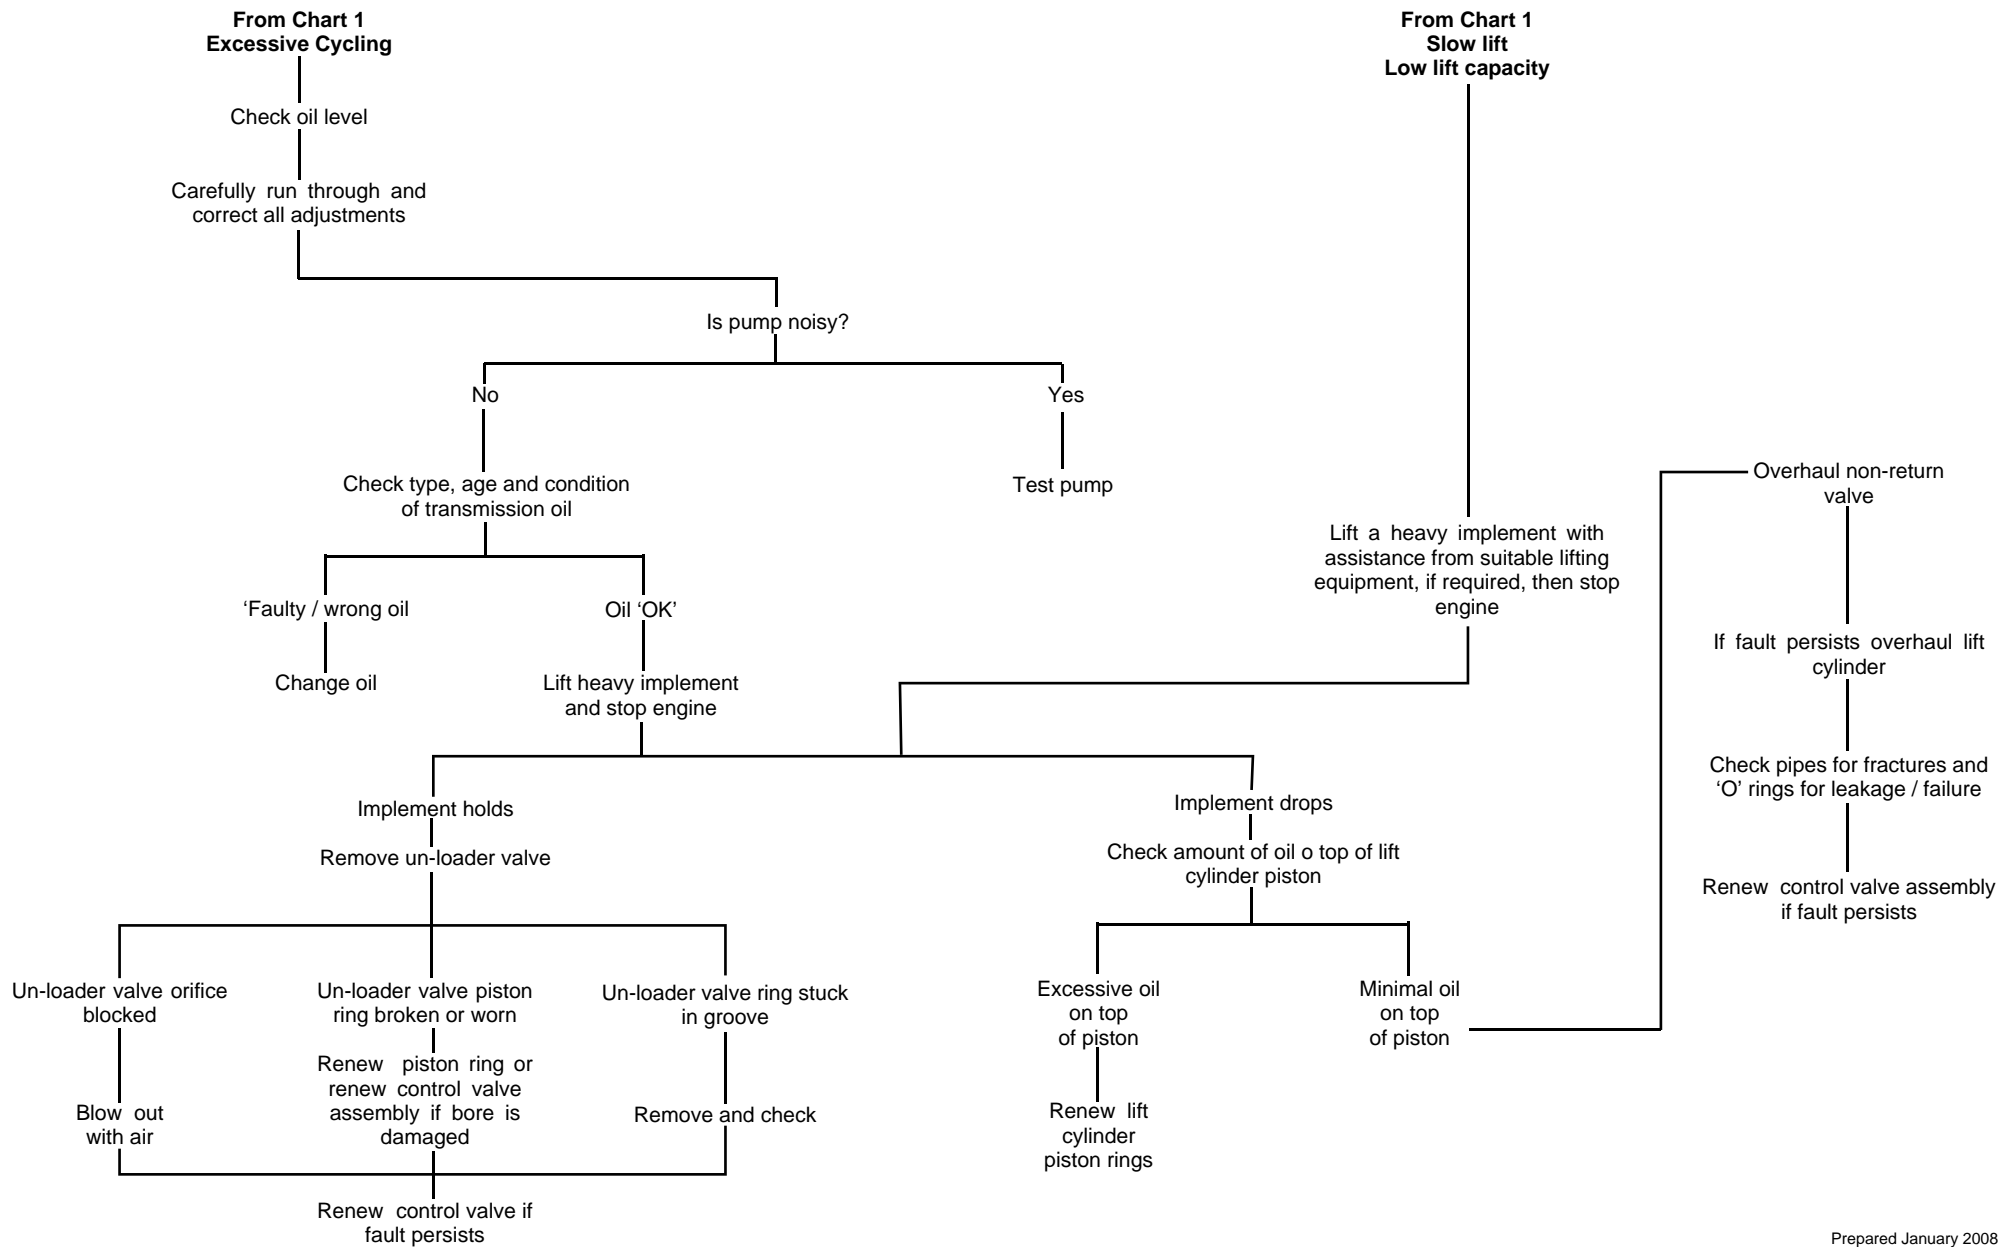 From Chart 1
Excessive Cycling
From Chart 1
Slow lift
Low lift capacity
Check oil level
Carefully run through and
correct all adjustments
Is pump noisy?
No
Yes
Check type, age and condition
of transmission oil
Test pump
Overhaul non-return
valve
Lift a heavy implement with
assistance from suitable lifting
equipment, if required, then stop
engine
‘Faulty / wrong oil
Oil ‘OK’
If fault persists overhaul lift
cylinder
Change oil
Lift heavy implement
and stop engine
Check pipes for fractures and
‘O’ rings for leakage / failure
Implement holds
Implement drops
Remove un-loader valve
Check amount of oil o top of lift
cylinder piston
Renew control valve assembly
if fault persists
Un-loader valve orifice
blocked
Un-loader valve piston
ring broken or worn
Un-loader valve ring stuck
in groove
Excessive oil
on top
of piston
Minimal oil
on top
of piston
Blow out
with air
Renew piston ring or
renew control valve
assembly if bore is
damaged
Remove and check
Renew lift
cylinder
piston rings
Renew control valve if
fault persists
Prepared January 2008